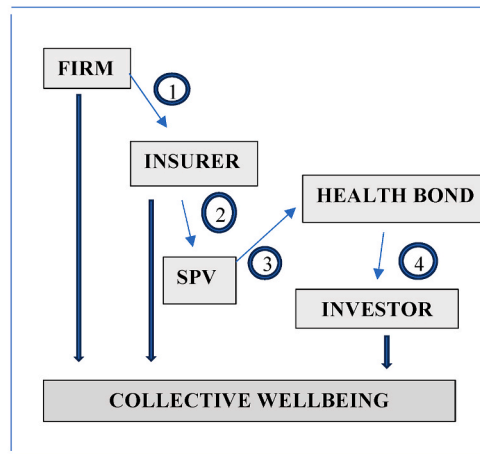 FIRM
1
INSURER
HEALTH BOND
2
3
SPV
4
INVESTOR
COLLECTIVE WELLBEING